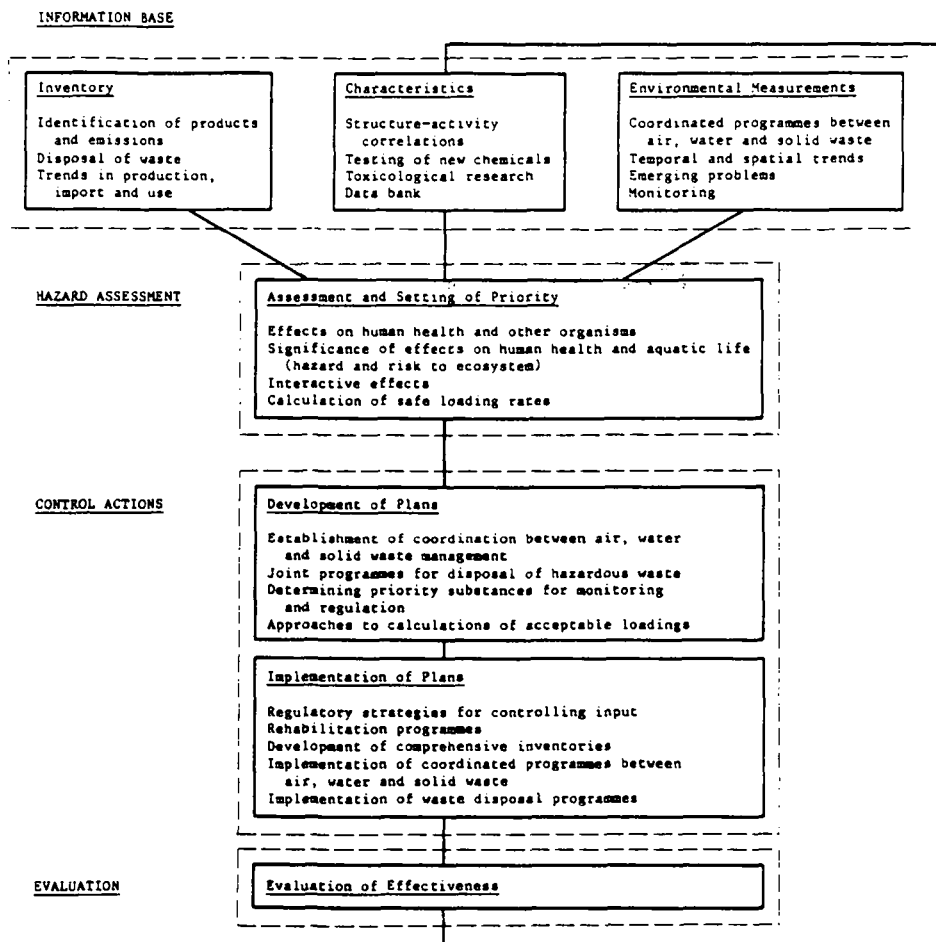 INFORMATION BASE
Inventory
Identification of products
and emissions
Disposal of waste
Trends in production,
import and use
Characteristics
Structure-activity
correlations
Testing of new chemicals
Toxicological research
Data bank
Environmental Measurements
Coordinated programmes between
air, water and solid waste
Temporal and spatial trends
Emerging problems
Monitoring
HAZARD ASSESSMENT
Assessment and Setting of Priority
Effects on human health and other organisms
Significance of effects on human health and aquatic life
(hazard and risk to ecosystem)
Interactive effects
Calculation of safe loading rates
CONTROL ACTIONS
Development of Plans
Establishment of coordination between air, water
and solid waste management
Joint programmes for disposal of hazardous waste
Determining priority substances for monitoring
and regulation
Approaches to calculations of acceptable loadings
Implementation of Plans
Regulatory strategies for controlling input
Rehabilitation programmes
Development of comprehensive inventories
Implementation of coordinated programmes between
air, water and solid waste
Implementation of waste disposal programmes
EVALUATION
Evaluation of Effectiveness